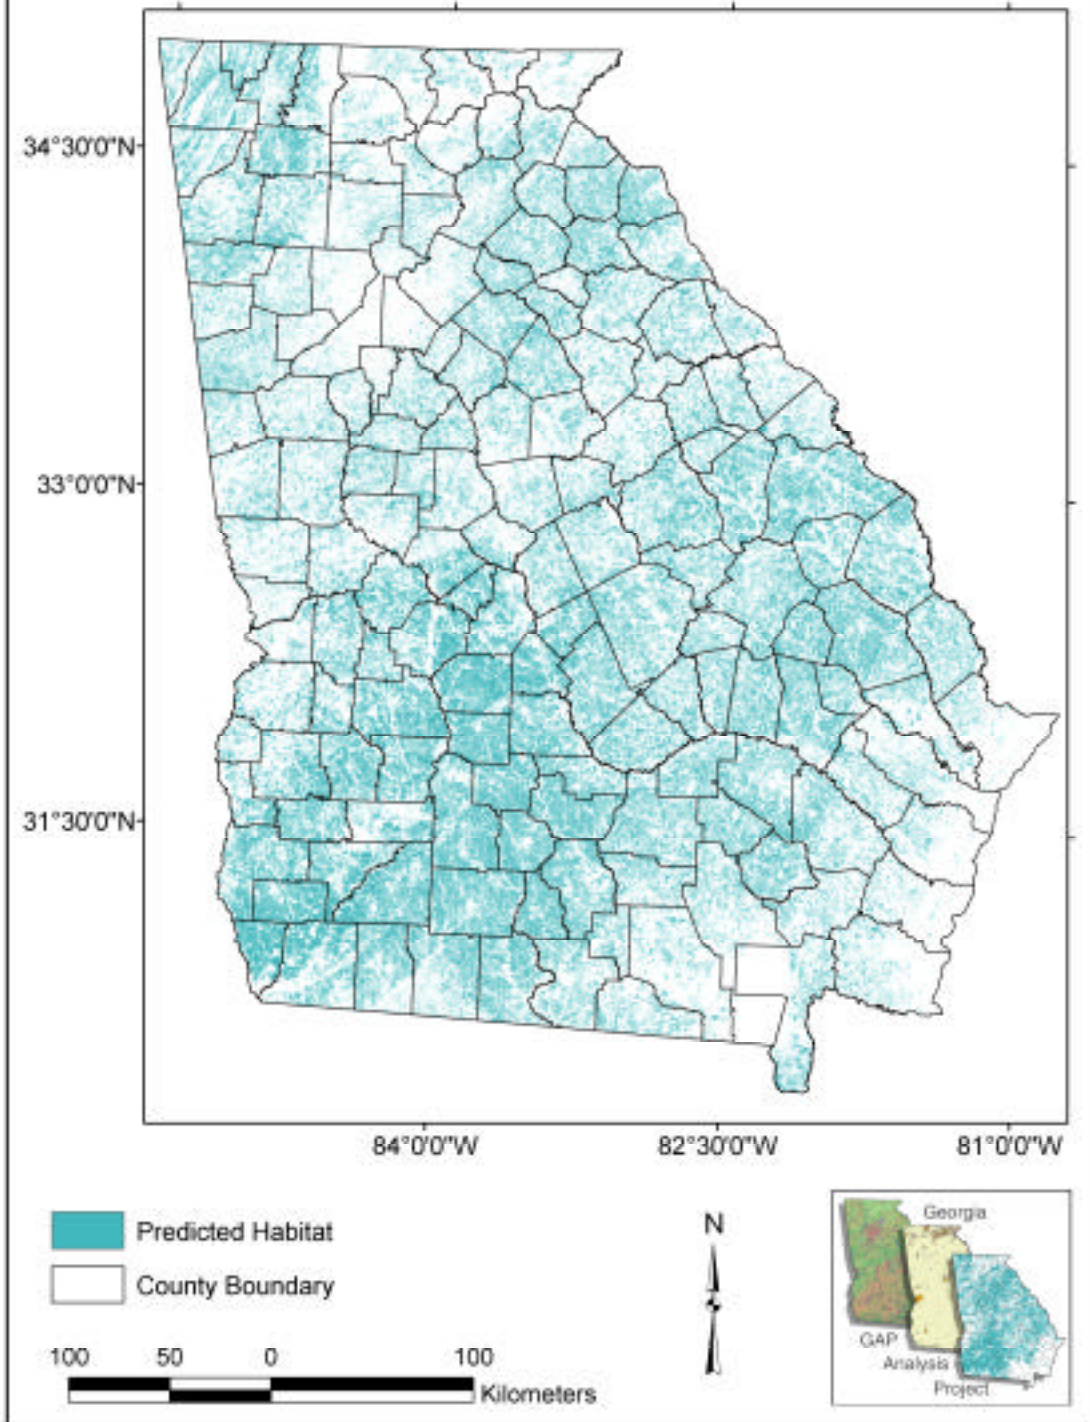 34°30'0"N
33°0'0"N
31°30'0"N
84°0'0"W 82°30'0"W 81°0'0"W
Predicted Habitat
County Boundary
N
100 50 0 100
Kilometers
Georgia
GAP
Analysis
Project